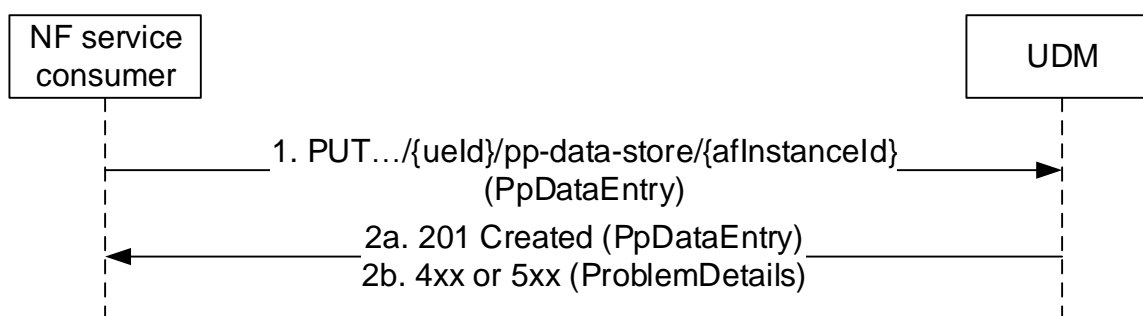 NF service
consumer
UDM
1. PUT…/{ueId}/pp-data-store/{afInstanceId}
(PpDataEntry)
2a. 201 Created (PpDataEntry)
2b. 4xx or 5xx (ProblemDetails)